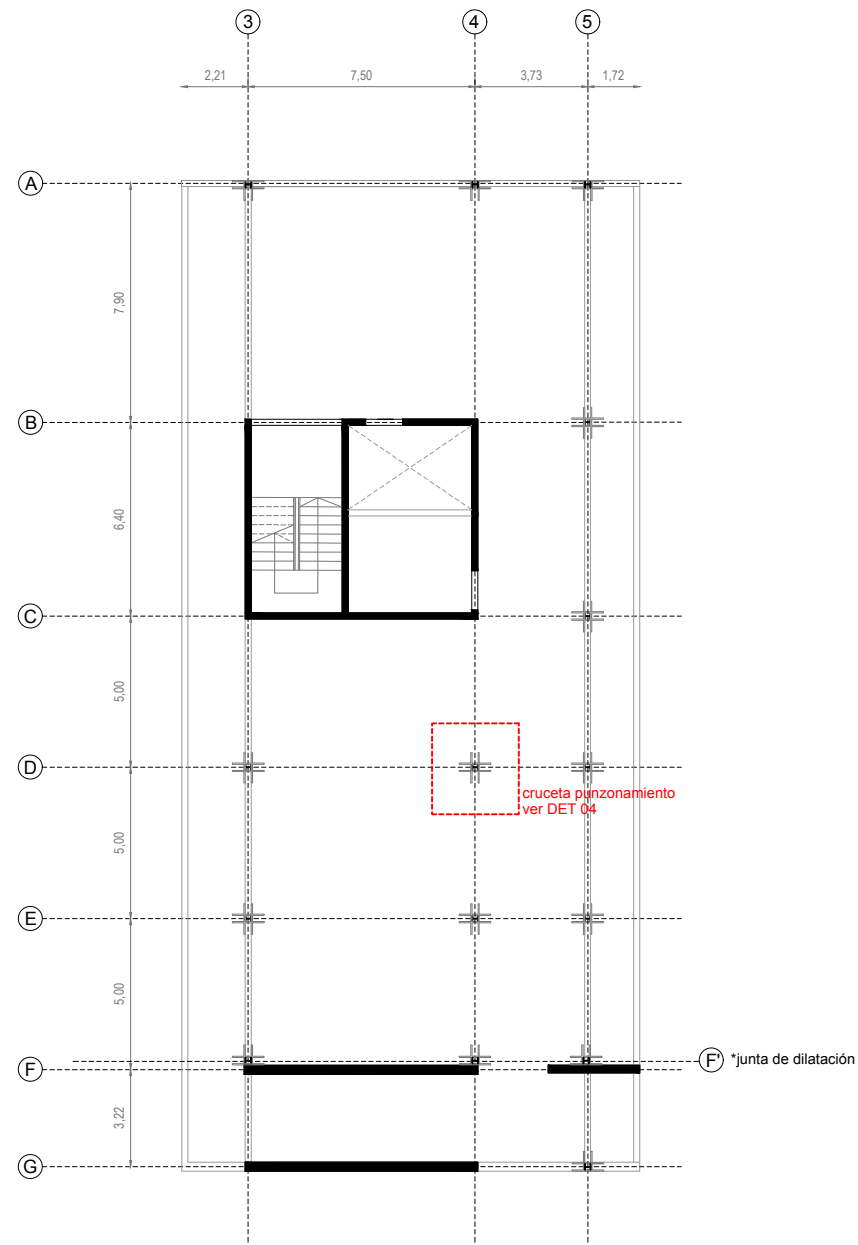 3
4
5
2,21
7,50
3,73
1,72
A
7,90
B
6,40
C
5,00
D
cruceta punzonamiento
ver DET 04
5,00
E
5,00
F' *junta de dilatación
F
3,22
G